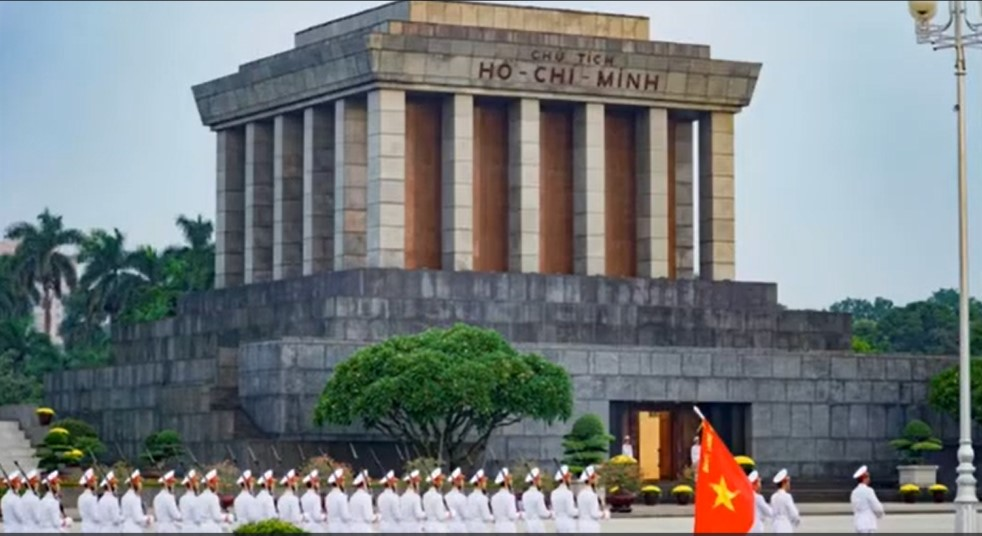 CHỦ TỊCH
HỒ - CHÍ - MINH